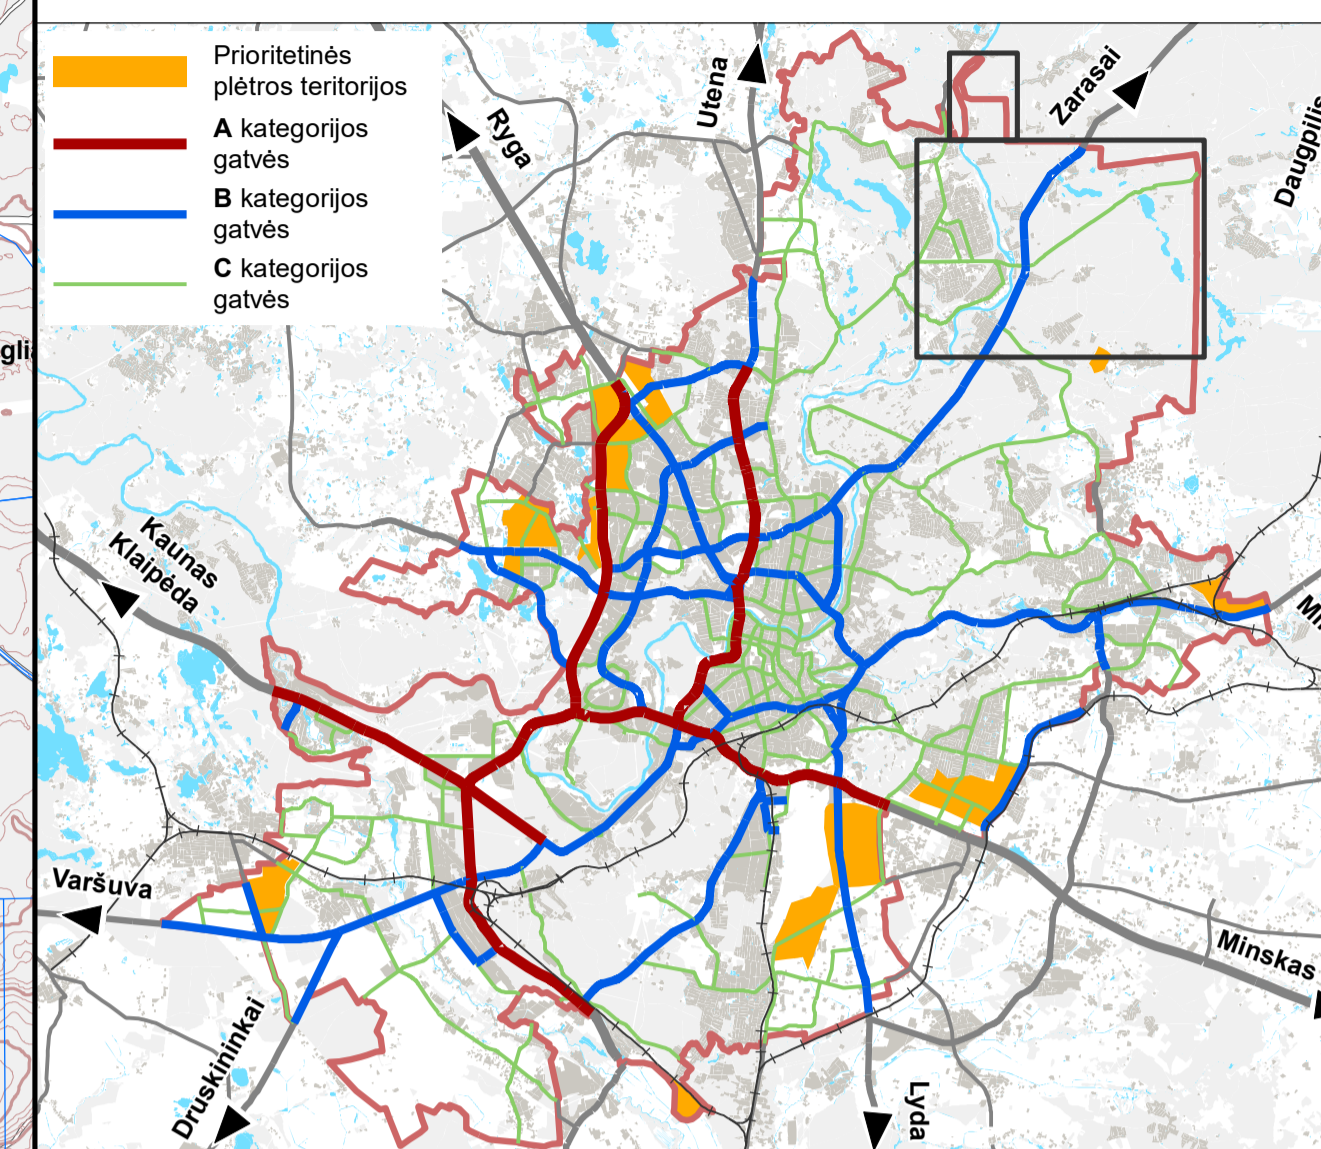 Prioritetinės
plėtros teritorijos
A kategorijos
gatvės
B kategorijos
gatvės
C kategorijos
gatvės
Ryga
Utena
Zarasai
Daugpilis
Kaunas
Klaipėda
Varšuva
Druskininkai
Lyda
Minskas